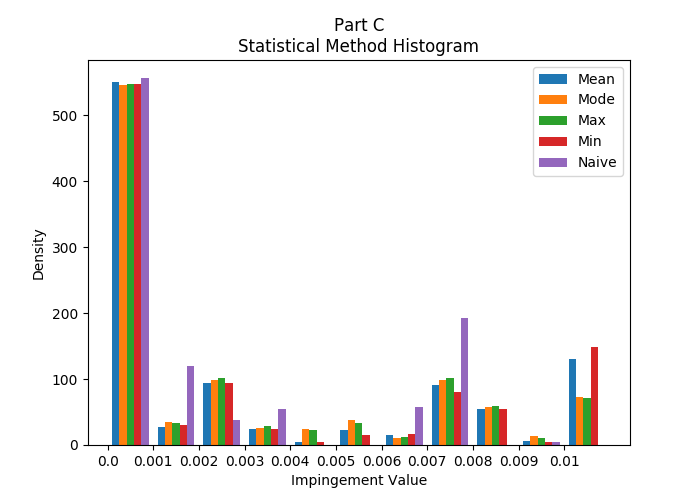 Part C
Statistical Method Histogram
Mean
Mode
Max
Min
Naive
Density
500
400
300
200
100
0
0.0 0.001 0.002 0.003 0.004 0.005 0.006 0.007 0.008 0.009 0.01
Impingement Value